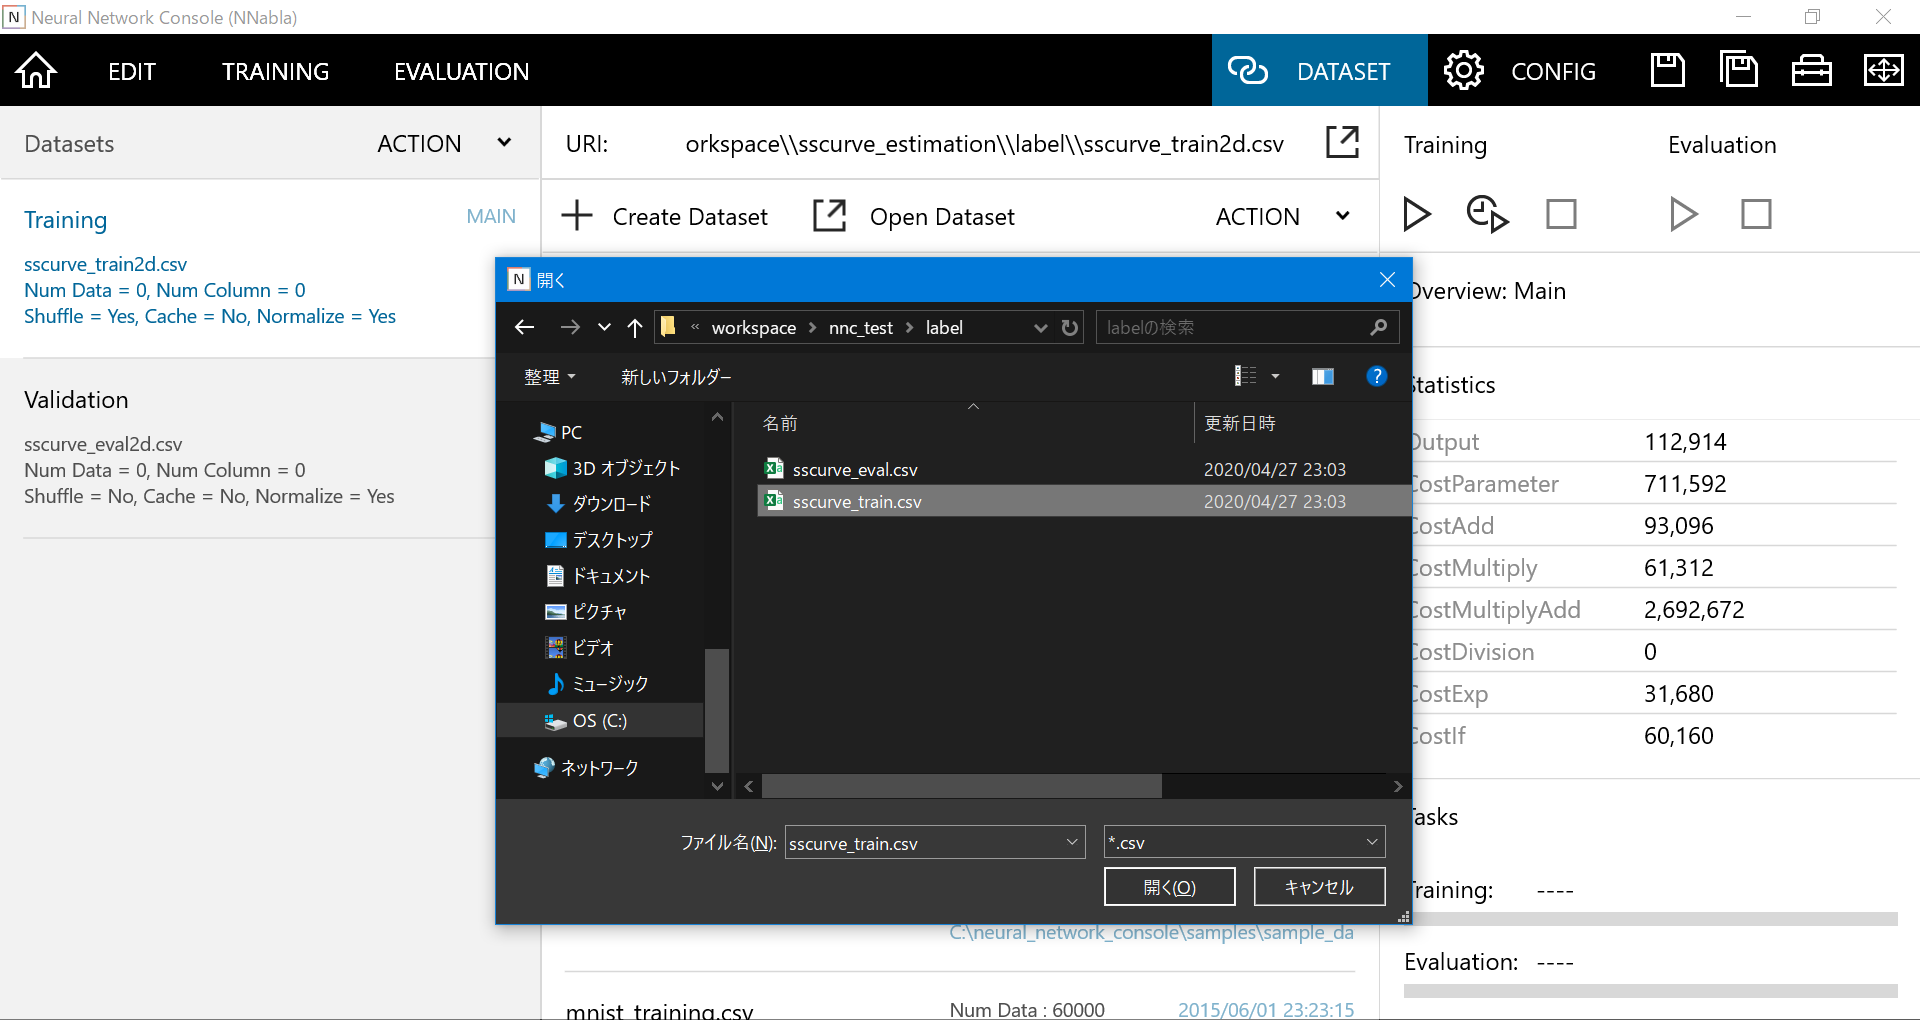 Neural Network Console (NNabla)
EDIT
TRAINING
EVALUATION
DATASET
CONFIG
Datasets
ACTION
URI:
orkspace\\sscurve_estimation\\label\\sscurve_train2d.csv
Training
Evaluation
Training
MAIN
sscurve_train2d.csv
Num Data = 0, Num Column = 0
Shuffle = Yes, Cache = No, Normalize = Yes
Validation
sscurve_eval2d.csv
Num Data = 0, Num Column = 0
Shuffle = No, Cache = No, Normalize = Yes
Create Dataset
Open Dataset
ACTION
N 開く
« workspace > nnc_test > label
labelの検索
整理
新しいフォルダー
PC
3D オブジェクト
ダウンロード
デスクトップ
ドキュメント
ピクチャ
ビデオ
ミュージック
OS (C:)
ネットワーク
名前
更新日時
sscurve_eval.csv 2020/04/27 23:03
sscurve_train.csv 2020/04/27 23:03
ファイル名(N):
sscurve_train.csv
*.csv
開く(O)
キャンセル
C:\neural_network_console\samples\sample_da
mnist_training.csv
Num Data : 60000
2015/06/01 23:23:15
Overview: Main
Statistics
Output 112,914
CostParameter 711,592
CostAdd 93,096
CostMultiply 61,312
CostMultiplyAdd 2,692,672
CostDivision 0
CostExp 31,680
CostIf 60,160
Tasks
Training: ----
Evaluation: ----